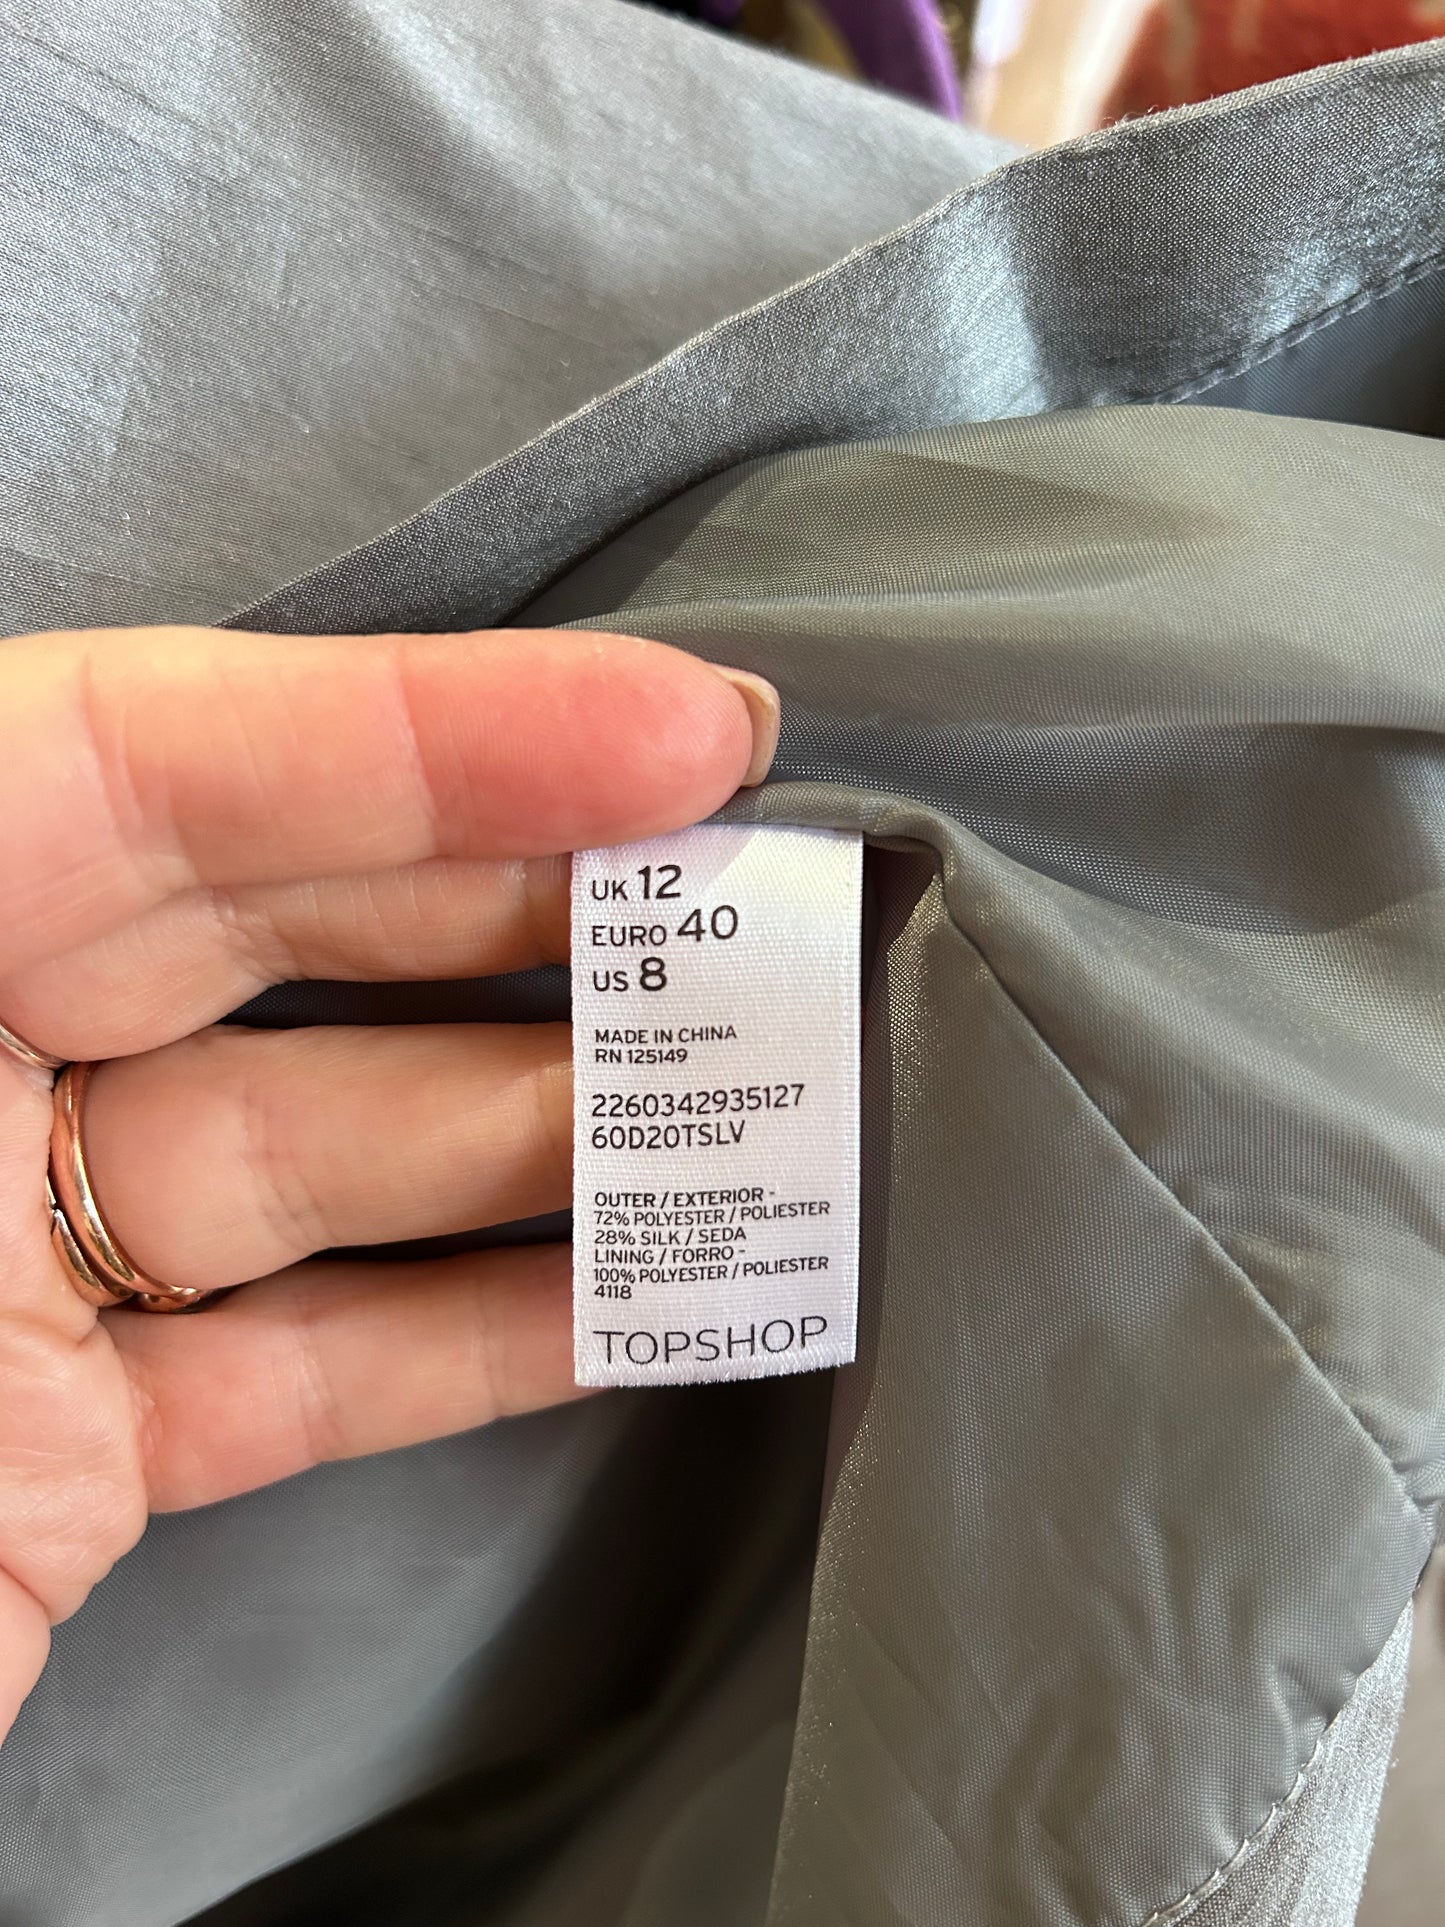 UK 12
EURO 40
US 8
MADE IN CHINA
RN 125149
2260342935127
60D20TSLV
OUTER / EXTERIOR -
72% POLYESTER / POLIESTER
28% SILK / SEDA
LINING / FORRO -
100% POLYESTER / POLIESTER
4118
TOPSHOP